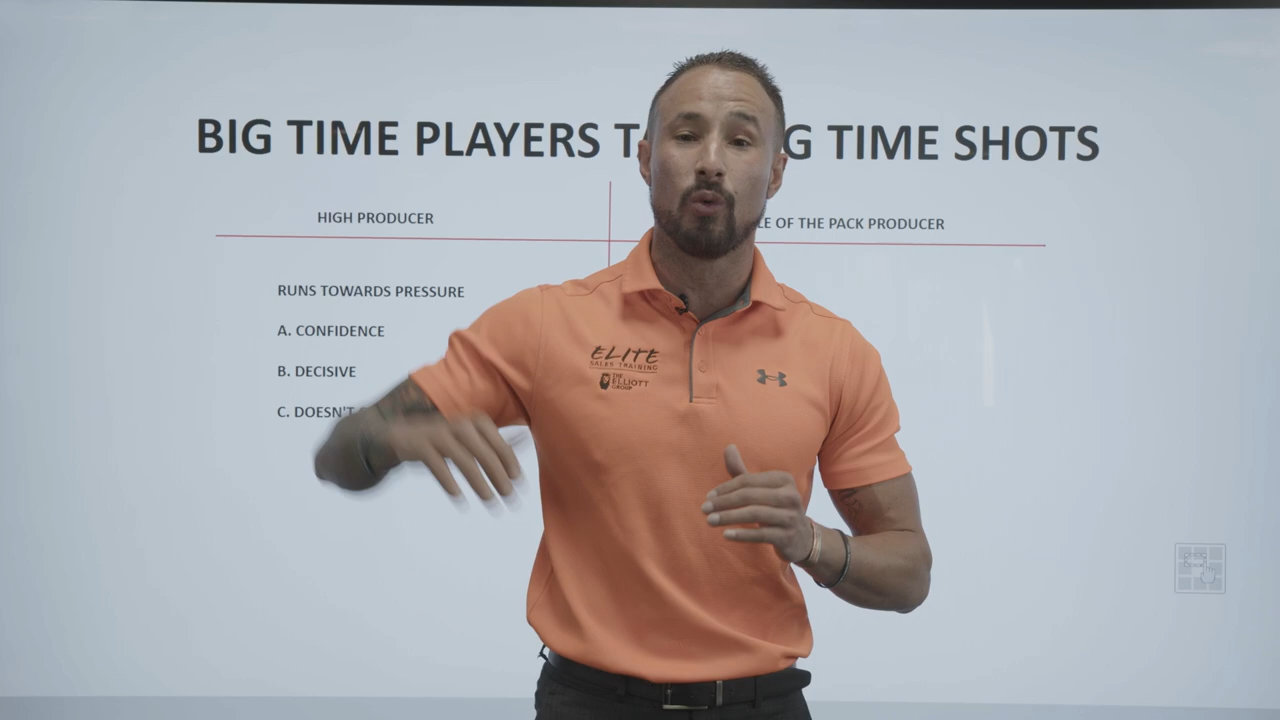 BIG TIME PLAYERS T G TIME SHOTS
HIGH PRODUCER
LE OF THE PACK PRODUCER
RUNS TOWARDS PRESSURE
A. CONFIDENCE
B. DECISIVE
C. DOESN'T
ELITE
SALES TRAINING
THE
ELLIOTT
GROUP